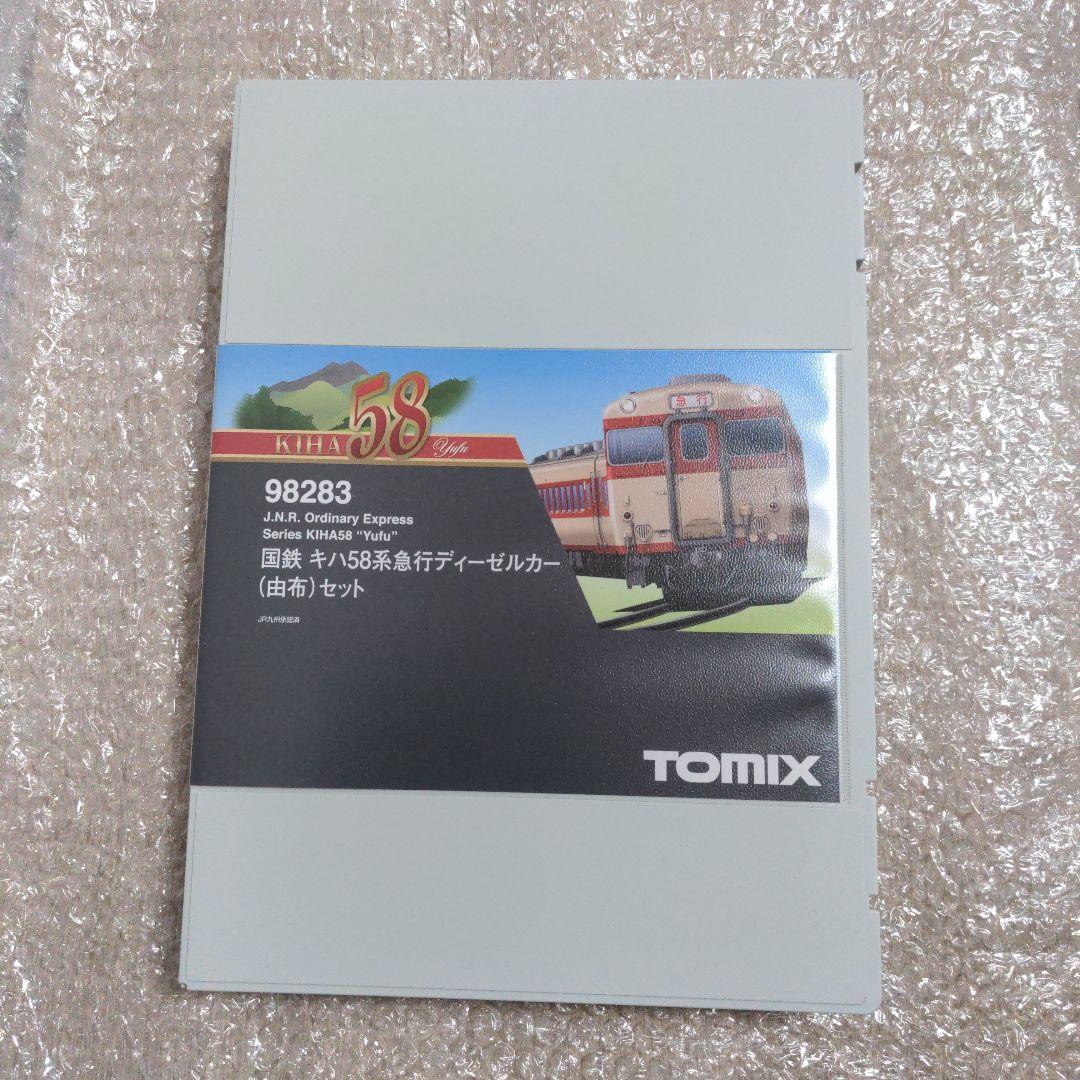 急行
KIHA58 Yufu
98283
J.N.R. Ordinary Express
Series KIHA58 "Yufu"
国鉄 キハ58系急行ディーゼルカー
(由布)セット
JR九州承認済
TOMIX